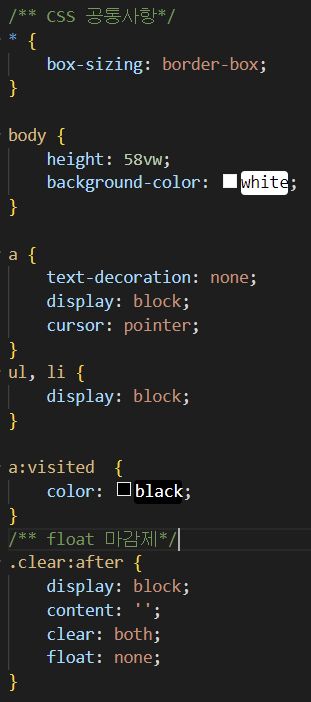 /** CSS 공통사항*/
* {
    box-sizing: border-box;
}

body {
    height: 58vw;
    background-color: white;
}

a {
    text-decoration: none;
    display: block;
    cursor: pointer;
}
ul, li {
    display: block;
}

a:visited  {
    color: black;
}
/** float 마감제*/
.clear:after {
    display: block;
    content: '';
    clear: both;
    float: none;
}